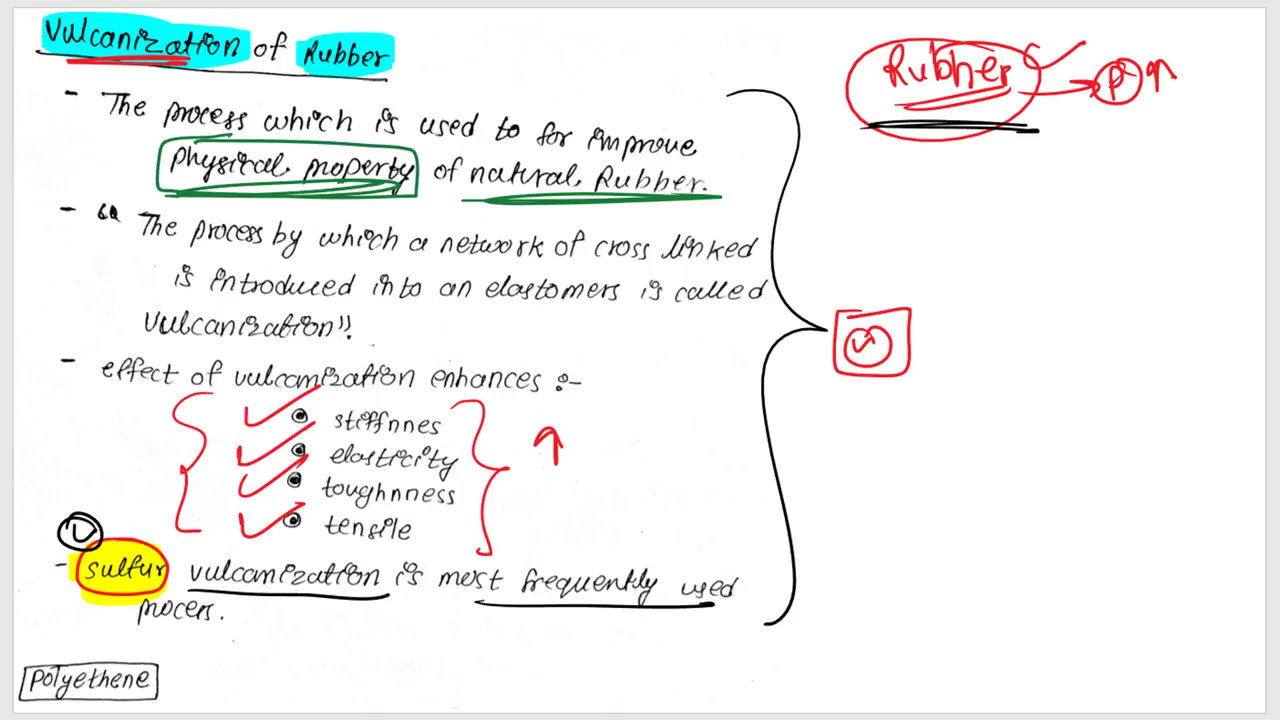 Vulcanization of Rubber
- The process which is used to for improve
physical property of natural Rubber.
- " The process by which a network of cross linked
is introduced into an elastomers is called
vulcanization".
- effect of vulcanization enhances :-
• stiffnnes
• elasticity
• toughnness
• tensile
- sulfur vulcanization is most frequently used
procers.
Polyethene
Rubber
P ↑